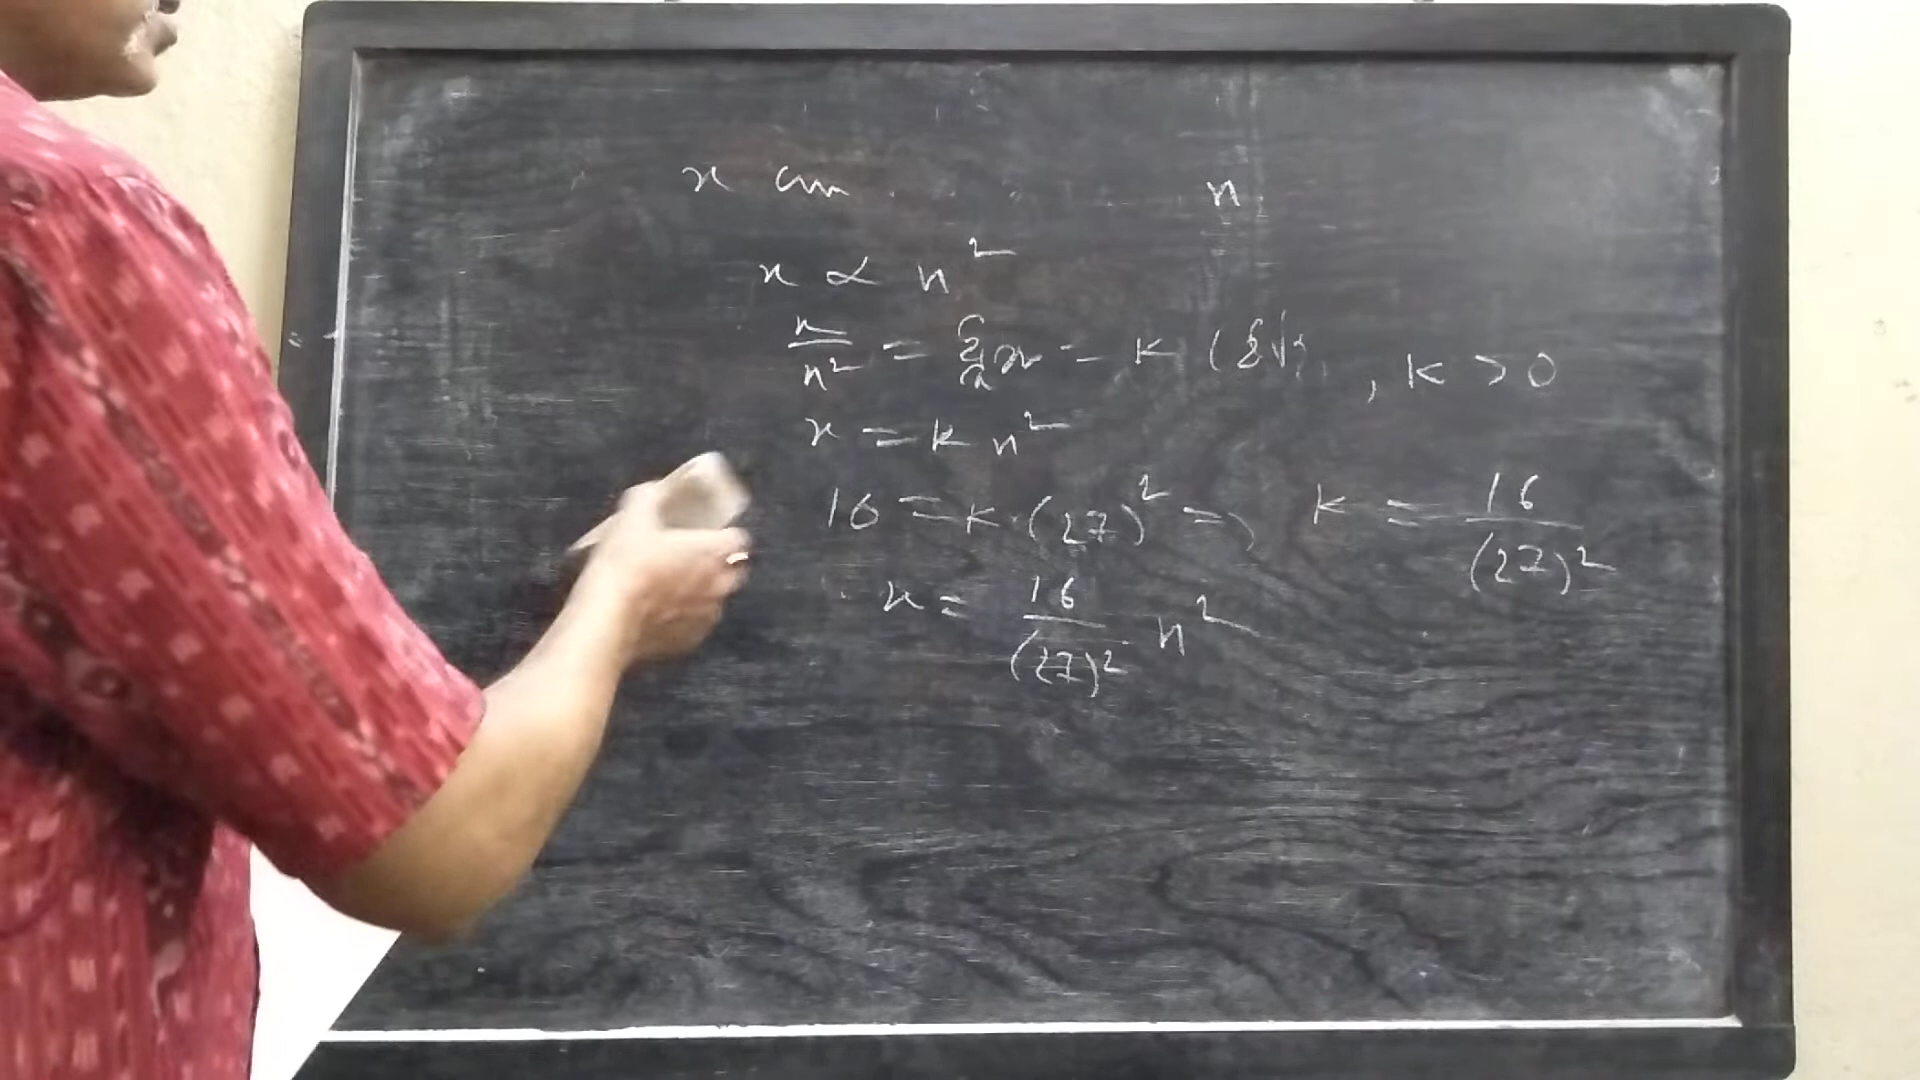 x cm n
x ∝ n²
x/n² = = K ( ) , K > 0
x = K n²
16 = K · (27)² => K = 16/(27)²
x = 16/(27)² n²